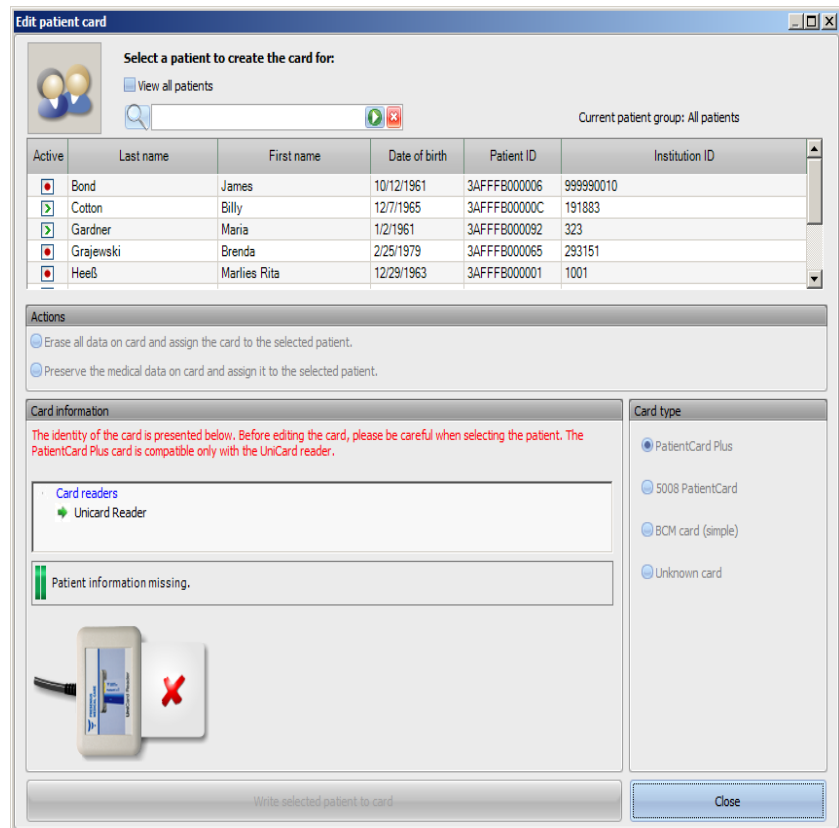 Edit patient card
Select a patient to create the card for:
View all patients
Current patient group: All patients
Active Last name First name Date of birth Patient ID Institution ID
Bond James 10/12/1961 3AFFFB000006 999990010
Cotton Billy 12/7/1965 3AFFFB00000C 191883
Gardner Maria 1/2/1961 3AFFFB000092 323
Grajewski Brenda 2/25/1979 3AFFFB000065 293151
Heeß Marlies Rita 12/29/1963 3AFFFB000001 1001
Actions
Erase all data on card and assign the card to the selected patient.
Preserve the medical data on card and assign it to the selected patient.
Card information
The identity of the card is presented below. Before editing the card, please be careful when selecting the patient. The
PatientCard Plus card is compatible only with the UniCard reader.
Card readers
Unicard Reader
Patient information missing.
UniCard Reader
FRESENIUS
MEDICAL CARE
Card type
PatientCard Plus
5008 PatientCard
BCM card (simple)
Unknown card
Write selected patient to card
Close